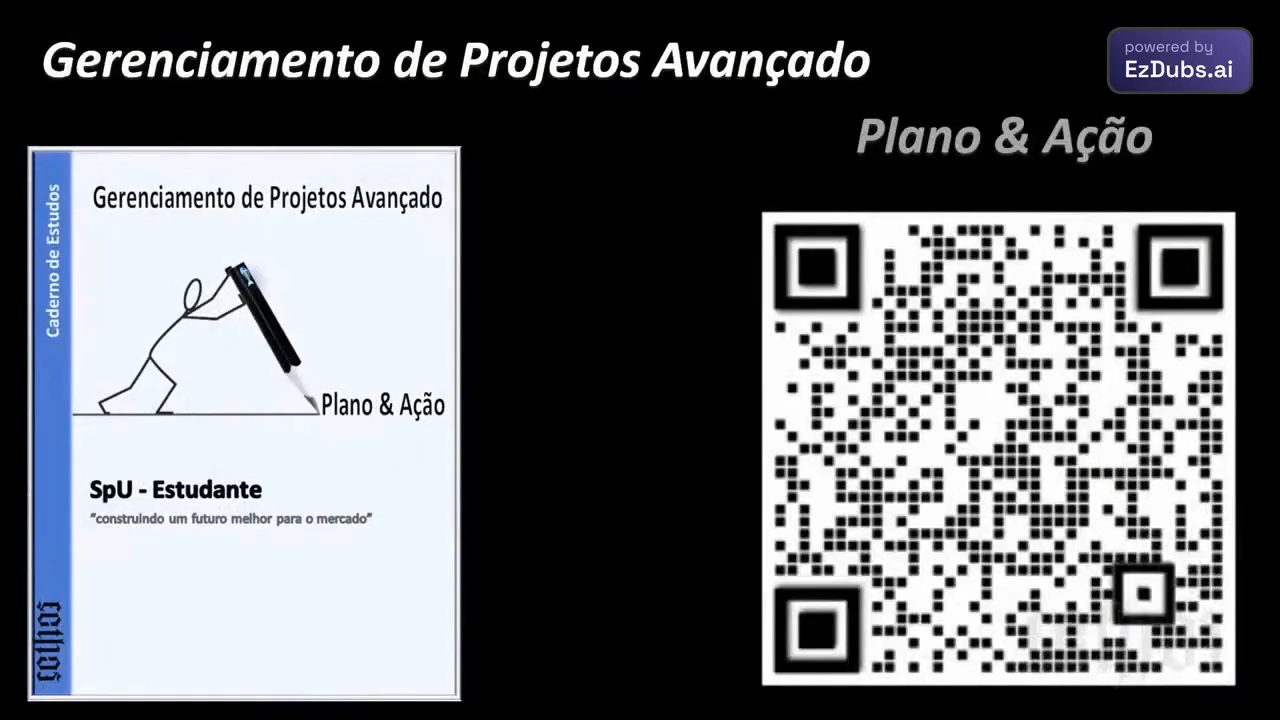 Gerenciamento de Projetos Avançado
powered by
EzDubs.ai
Plano & Ação
Caderno de Estudos
Gerenciamento de Projetos Avançado
Plano & Ação
SpU - Estudante
"construindo um futuro melhor para o mercado"